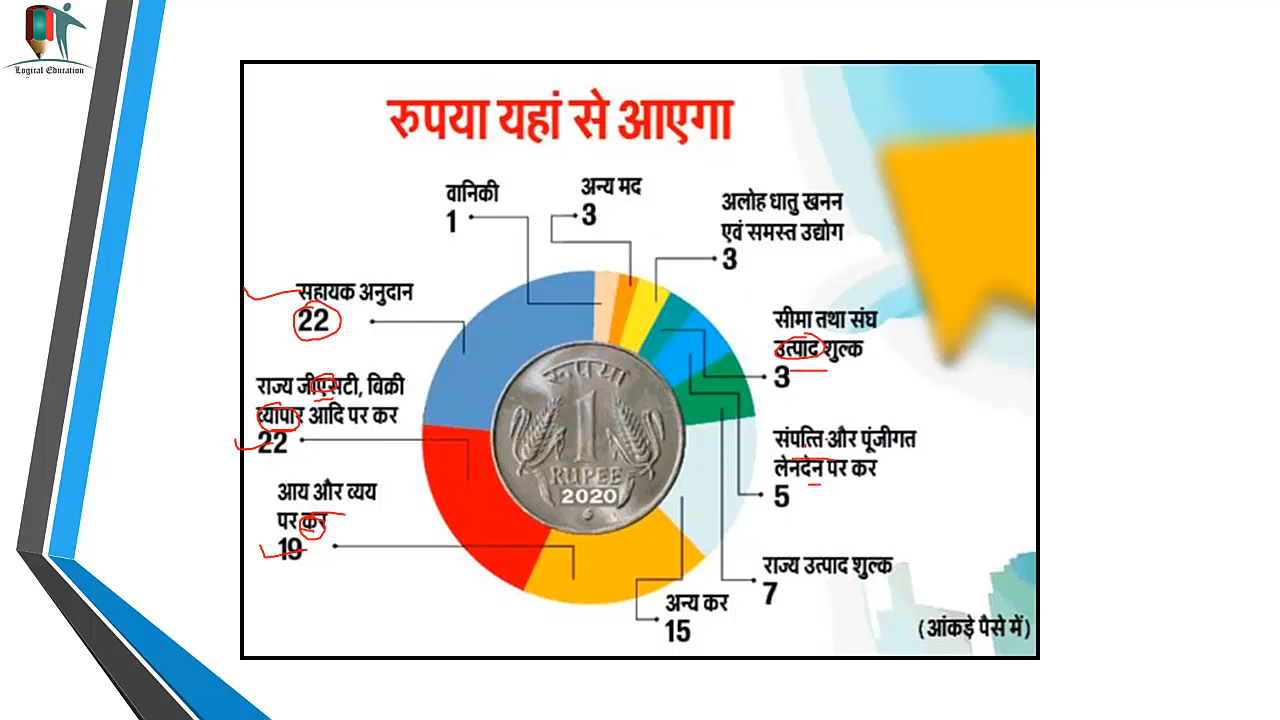 Logical Education
रुपया यहां से आएगा
वानिकी
1
अन्य मद
3
अलोह धातु खनन
एवं समस्त उद्योग
3
सहायक अनुदान
22
सीमा तथा संघ
उत्पाद शुल्क
3
राज्य जीएसटी, विक्री
व्यापार आदि पर कर
22
संपत्ति और पूंजीगत
लेनदेन पर कर
5
आय और व्यय
पर कर
19
राज्य उत्पाद शुल्क
7
अन्य कर
15
रूपया
1
RUPEE
2020
(आंकड़े पैसे में)